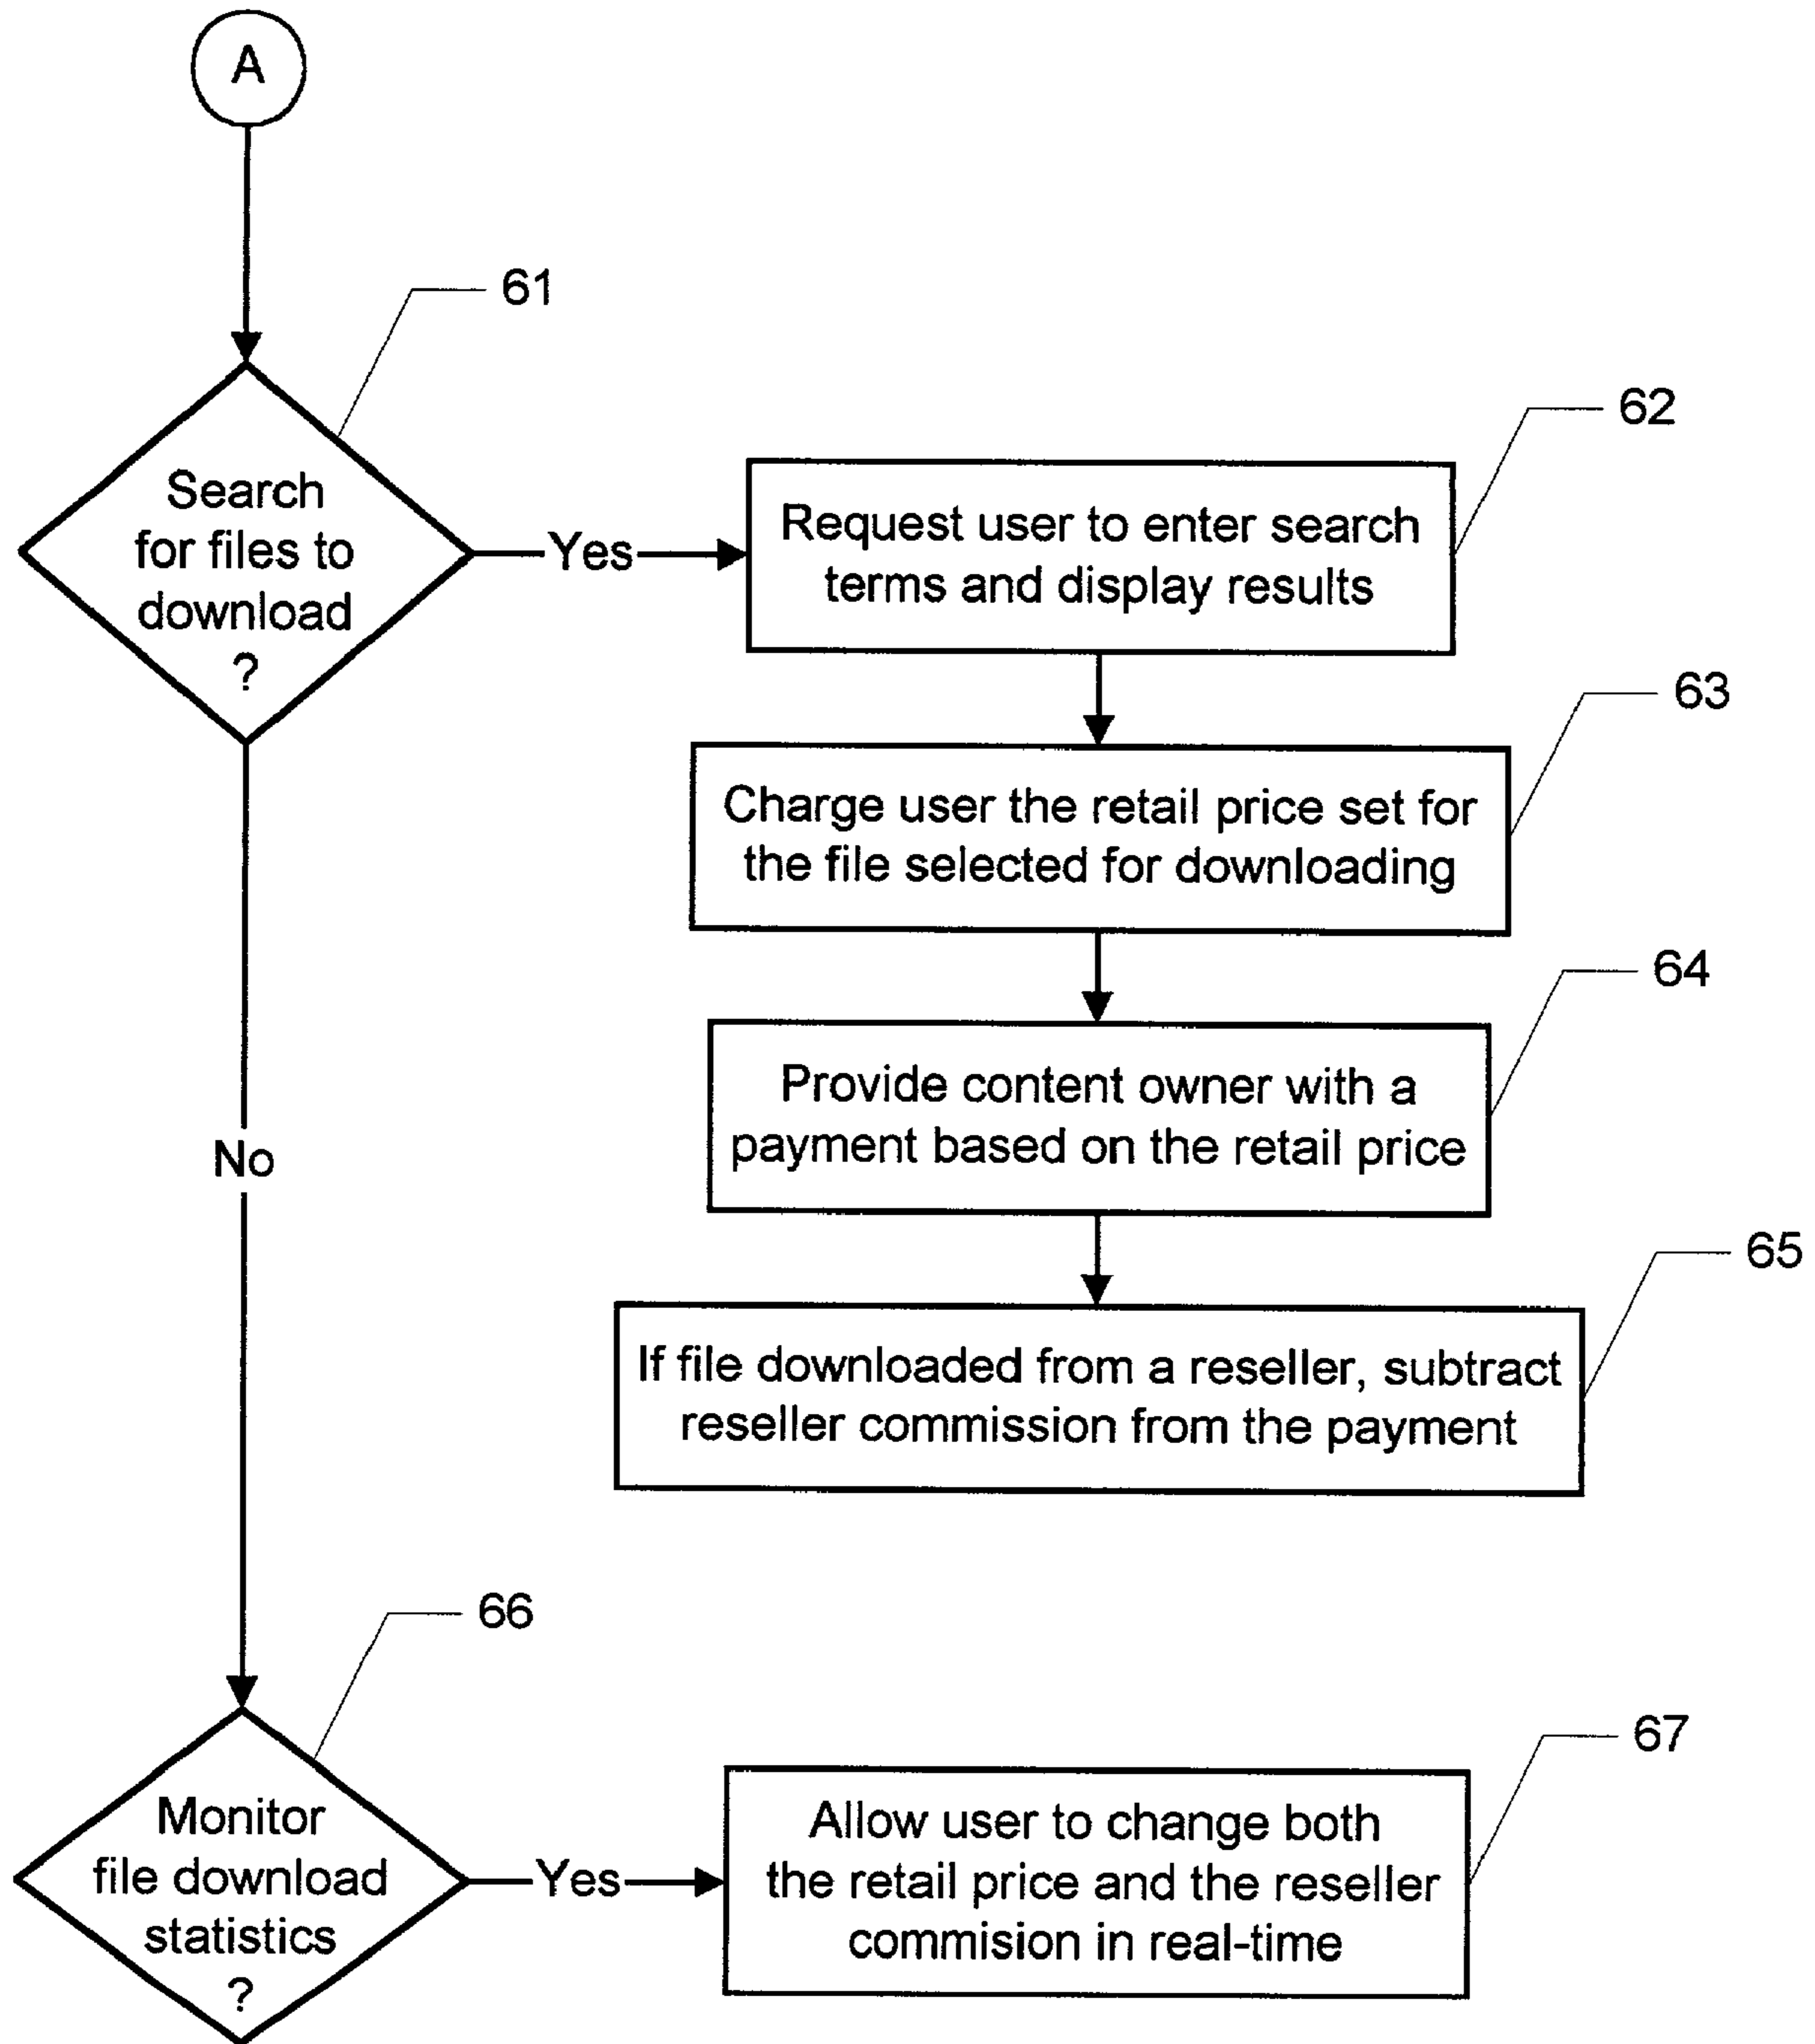 A
61
Search
for files to
download
?
Yes
62
Request user to enter search
terms and display results
63
Charge user the retail price set for
the file selected for downloading
64
Provide content owner with a
payment based on the retail price
65
If file downloaded from a reseller, subtract
reseller commission from the payment
No
66
Monitor
file download
statistics
?
Yes
67
Allow user to change both
the retail price and the reseller
commision in real-time